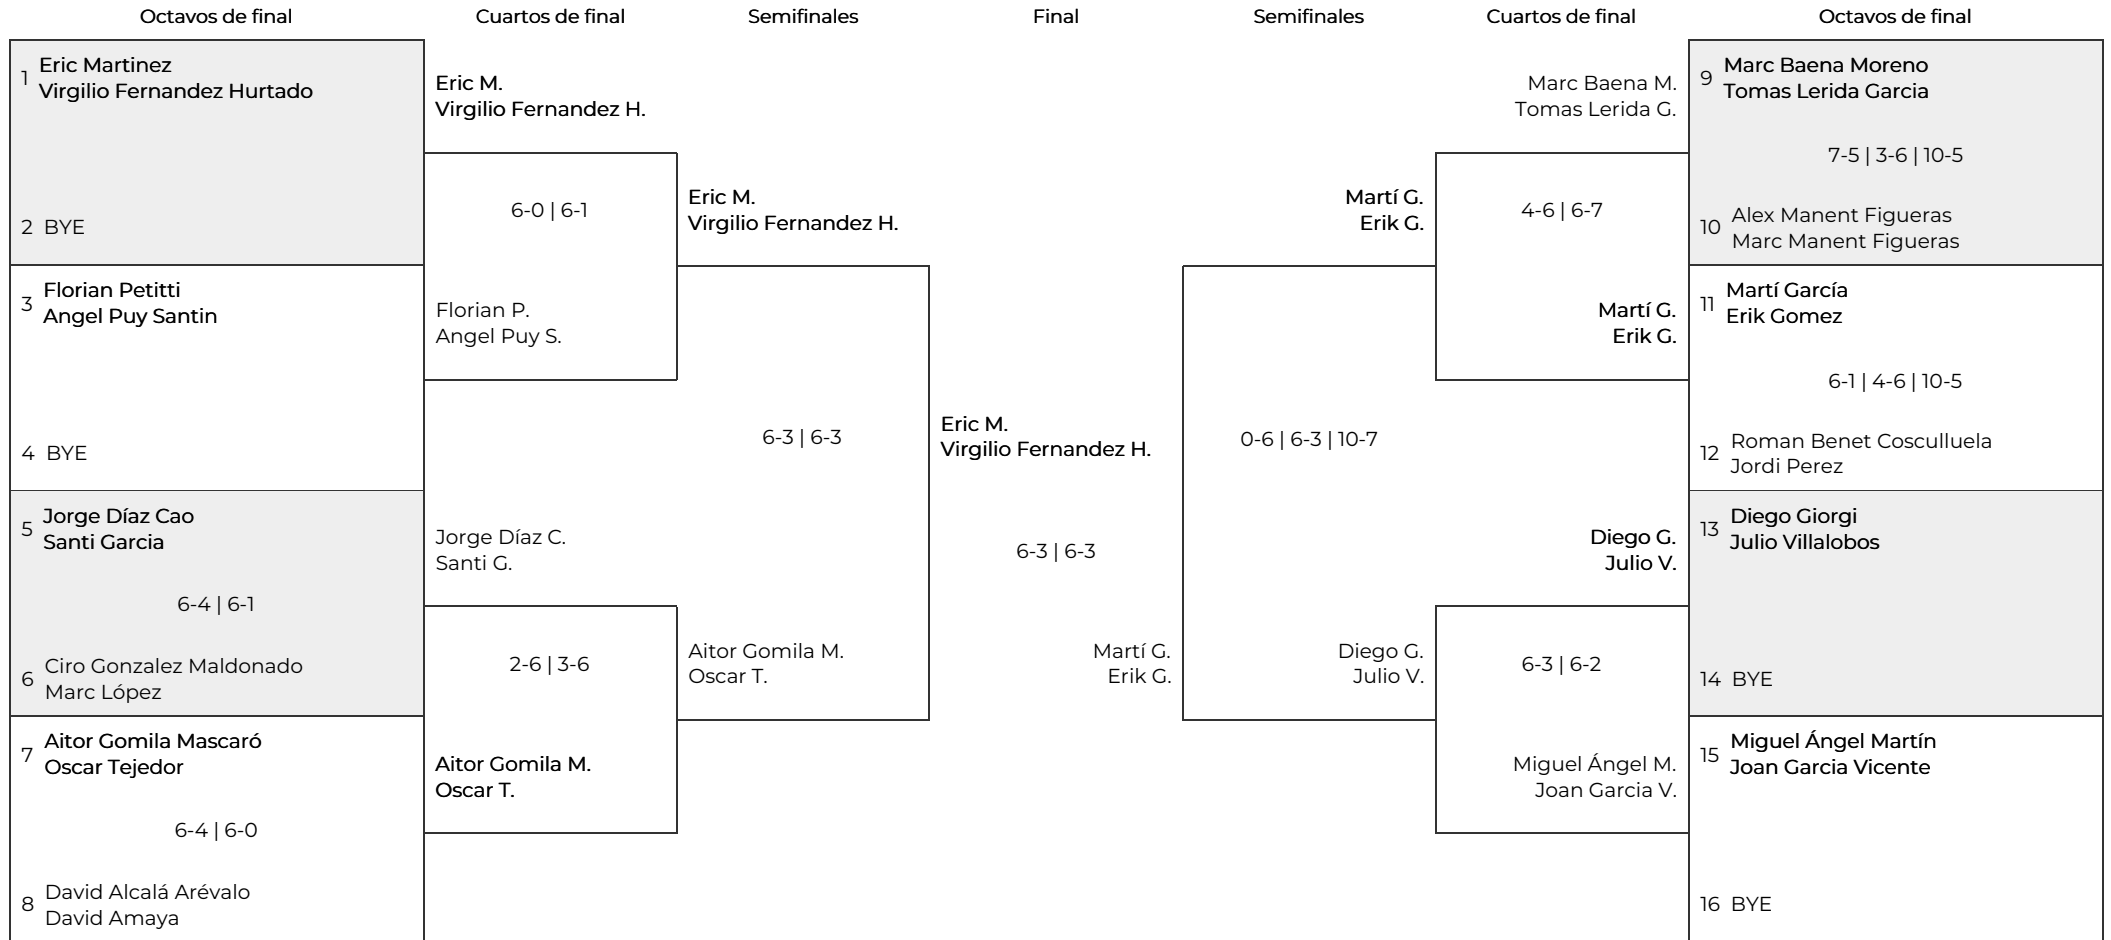 Octavos de final
Cuartos de final
Semifinales
Final
Semifinales
Cuartos de final
Octavos de final
1 Eric Martinez
Virgilio Fernandez Hurtado
2 BYE
3 Florian Petitti
Angel Puy Santin
4 BYE
5 Jorge Díaz Cao
Santi Garcia
6-4 | 6-1
6 Ciro Gonzalez Maldonado
Marc López
7 Aitor Gomila Mascaró
Oscar Tejedor
6-4 | 6-0
8 David Alcalá Arévalo
David Amaya
Eric M.
Virgilio Fernandez H.
6-0 | 6-1
Florian P.
Angel Puy S.
Jorge Díaz C.
Santi G.
2-6 | 3-6
Aitor Gomila M.
Oscar T.
Eric M.
Virgilio Fernandez H.
6-3 | 6-3
Aitor Gomila M.
Oscar T.
Eric M.
Virgilio Fernandez H.
6-3 | 6-3
Martí G.
Erik G.
Martí G.
Erik G.
0-6 | 6-3 | 10-7
Diego G.
Julio V.
Marc Baena M.
Tomas Lerida G.
4-6 | 6-7
Martí G.
Erik G.
Diego G.
Julio V.
6-3 | 6-2
Miguel Ángel M.
Joan Garcia V.
9 Marc Baena Moreno
Tomas Lerida Garcia
7-5 | 3-6 | 10-5
10 Alex Manent Figueras
Marc Manent Figueras
11 Martí García
Erik Gomez
6-1 | 4-6 | 10-5
12 Roman Benet Cosculluela
Jordi Perez
13 Diego Giorgi
Julio Villalobos
14 BYE
15 Miguel Ángel Martín
Joan Garcia Vicente
16 BYE